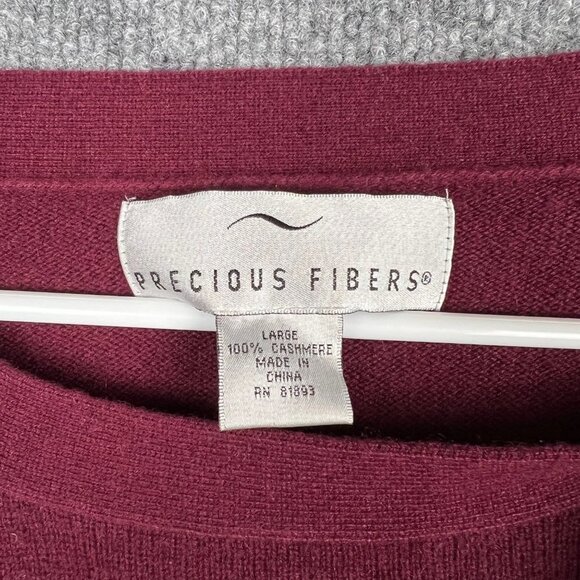 PRECIOUS FIBERS®
LARGE
100% CASHMERE
MADE IN
CHINA
RN 81893